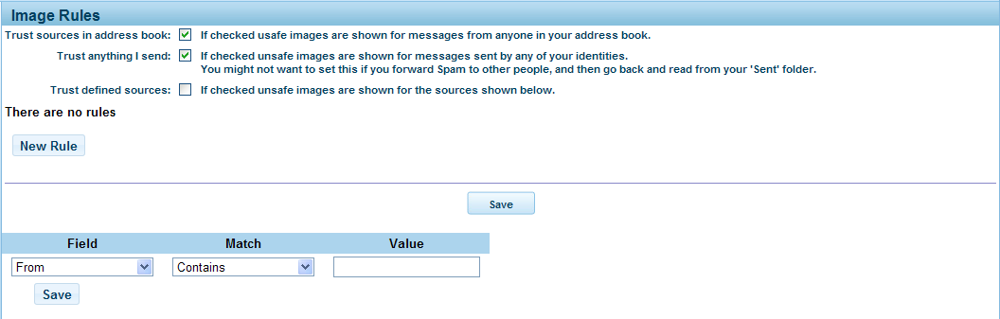 Image Rules
Trust sources in address book: If checked usafe images are shown for messages from anyone in your address book.
Trust anything I send: If checked unsafe images are shown for messages sent by any of your identities.
You might not want to set this if you forward Spam to other people, and then go back and read from your 'Sent' folder.
Trust defined sources: If checked unsafe images are shown for the sources shown below.
There are no rules
New Rule
Save
Field Match Value
From Contains
Save